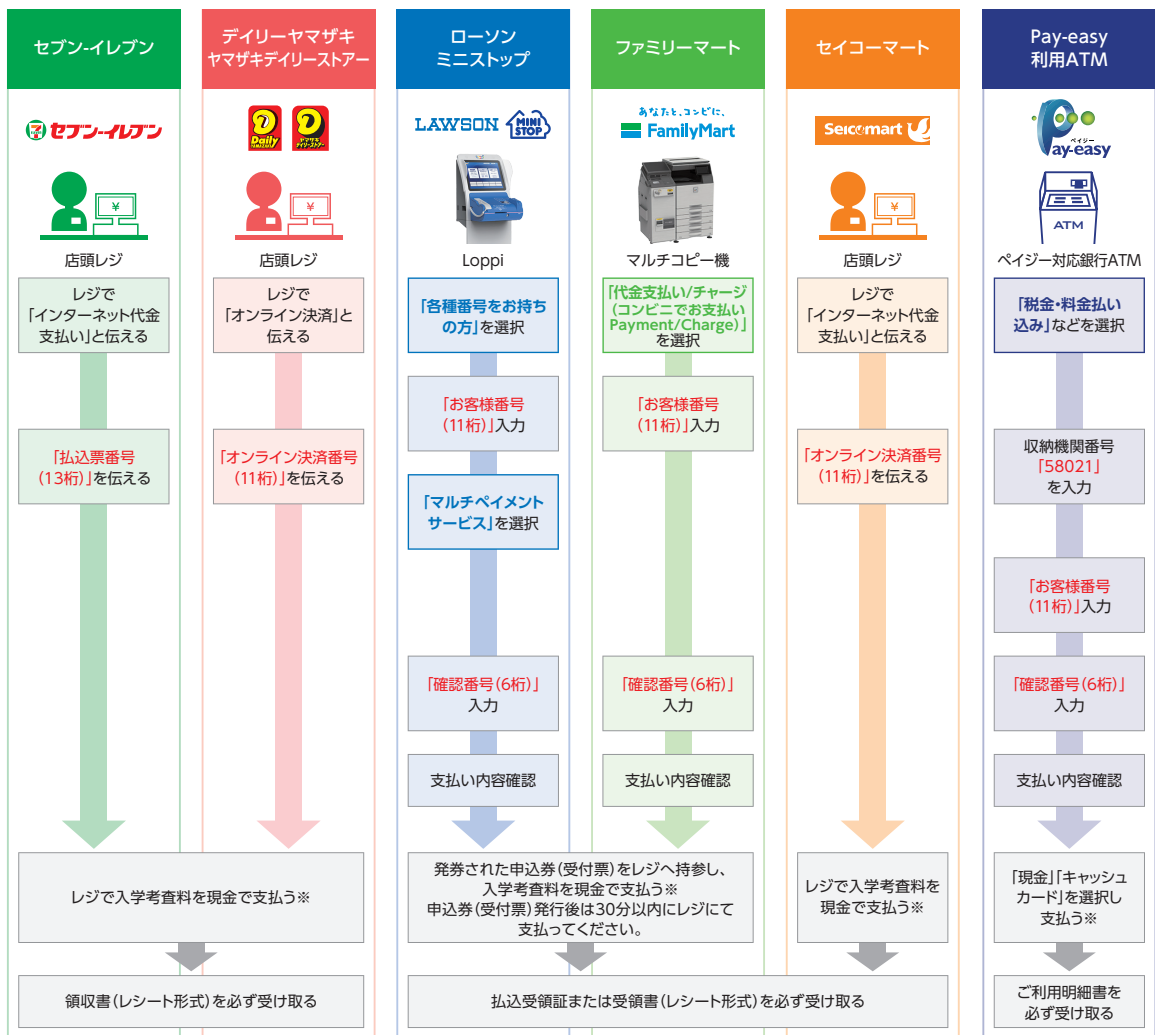 セブン-イレブン
デイリーヤマザキ
ヤマザキデイリーストアー
ローソン
ミニストップ
ファミリーマート
セイコーマート
Pay-easy
利用ATM
セブン-イレブン
Daily
YAMAZAKI
ヤマザキ
デイリーストアー
LAWSON
MINI
STOP
あなたと、コンビに、
FamilyMart
Seicomart
ペイジー
Pay-easy
¥
¥
¥
ATM
店頭レジ
店頭レジ
Loppi
マルチコピー機
店頭レジ
ペイジー対応銀行ATM
レジで
「インターネット代金
支払い」と伝える
レジで
「オンライン決済」と
伝える
「各種番号をお持ち
の方」を選択
「代金支払い/チャージ
(コンビニでお支払い
Payment/Charge)」
を選択
レジで
「インターネット代金
支払い」と伝える
「税金・料金払い
込み」などを選択
「お客様番号
(11桁)」入力
「お客様番号
(11桁)」入力
「払込票番号
(13桁)」を伝える
「オンライン決済番号
(11桁)」を伝える
「マルチペイメント
サービス」を選択
「オンライン決済番号
(11桁)」を伝える
収納機関番号
「58021」
を入力
「お客様番号
(11桁)」入力
「確認番号(6桁)」
入力
「確認番号(6桁)」
入力
「確認番号(6桁)」
入力
支払い内容確認
支払い内容確認
支払い内容確認
レジで入学考査料を現金で支払う※
発券された申込券(受付票)をレジへ持参し、
入学考査料を現金で支払う※
申込券(受付票)発行後は30分以内にレジにて
支払ってください。
レジで入学考査料を
現金で支払う※
「現金」「キャッシュ
カード」を選択し
支払う※
領収書(レシート形式)を必ず受け取る
払込受領証または受領書(レシート形式)を必ず受け取る
ご利用明細書を
必ず受け取る